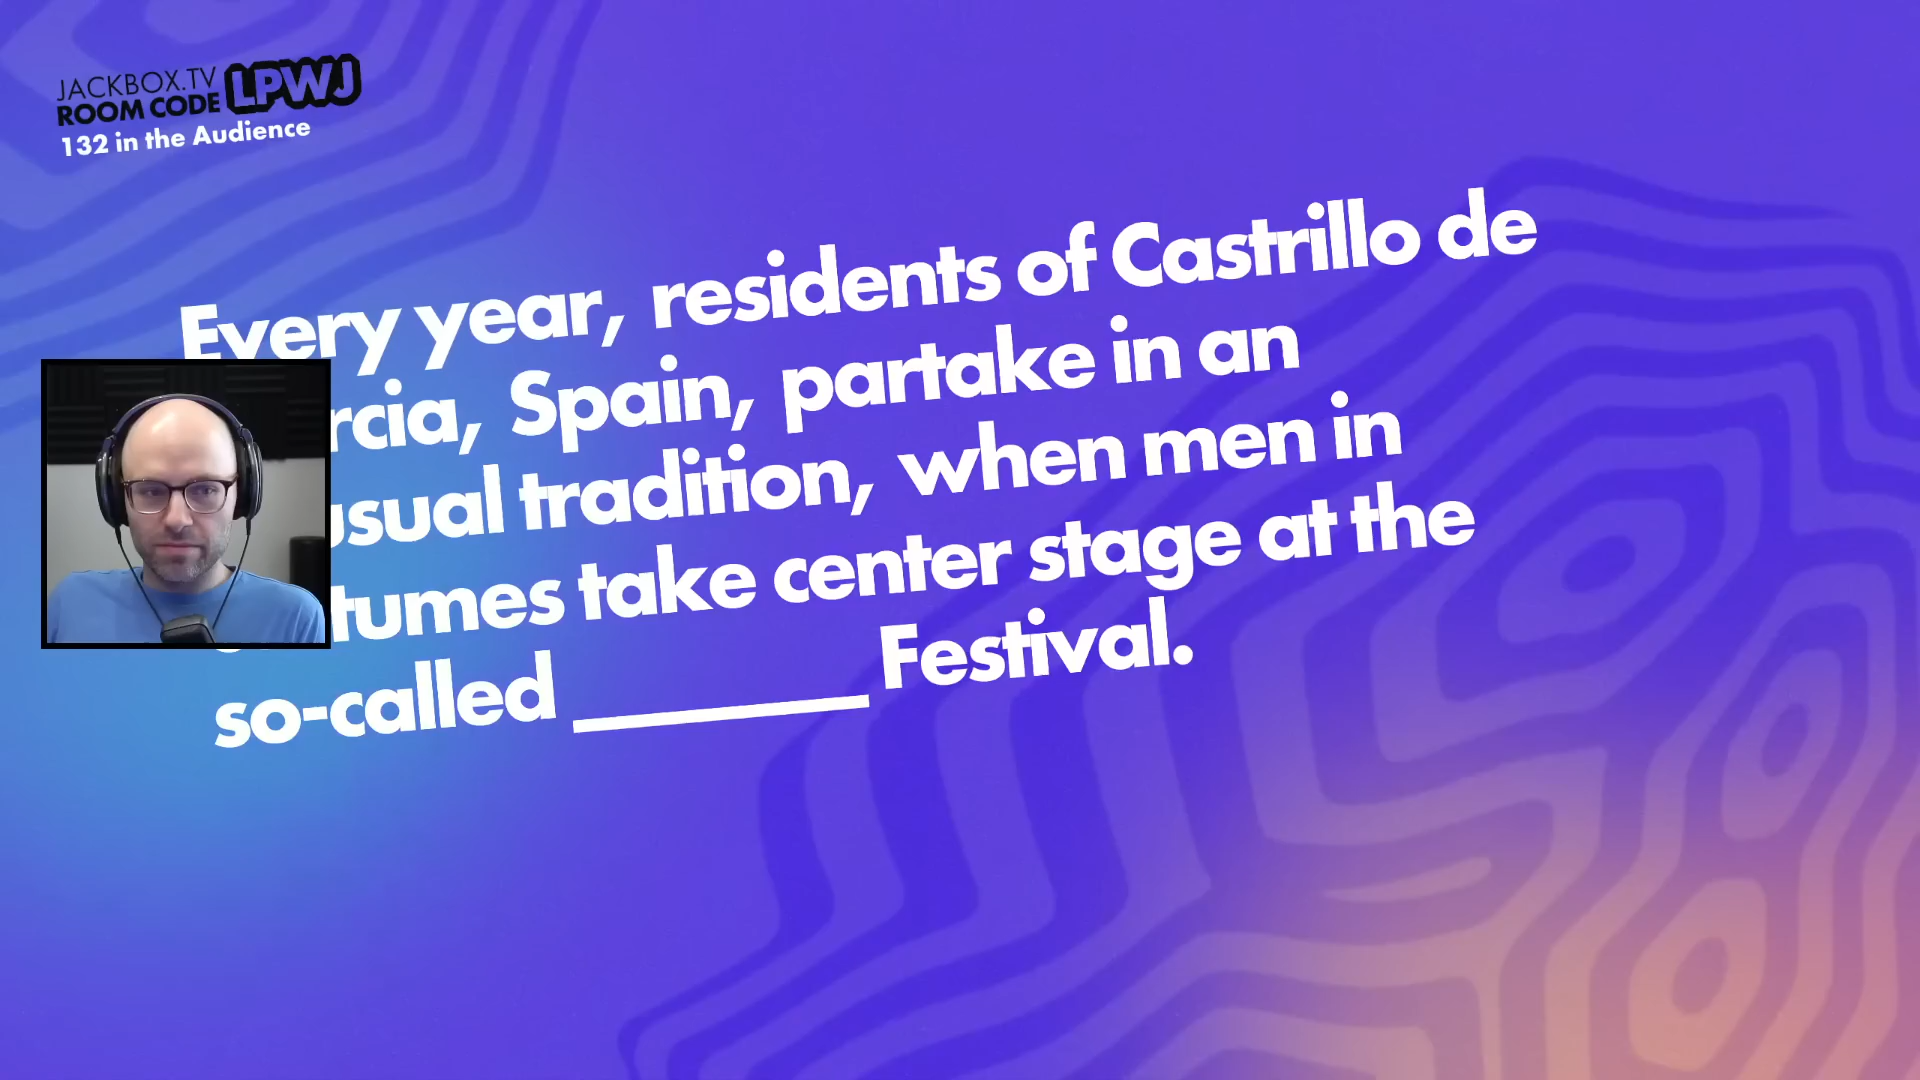 JACKBOX.TV
ROOM CODE LPWJ
132 in the Audience
Every year, residents of Castrillo de
rcia, Spain, partake in an
usual tradition, when men in
tumes take center stage at the
so-called ________ Festival.